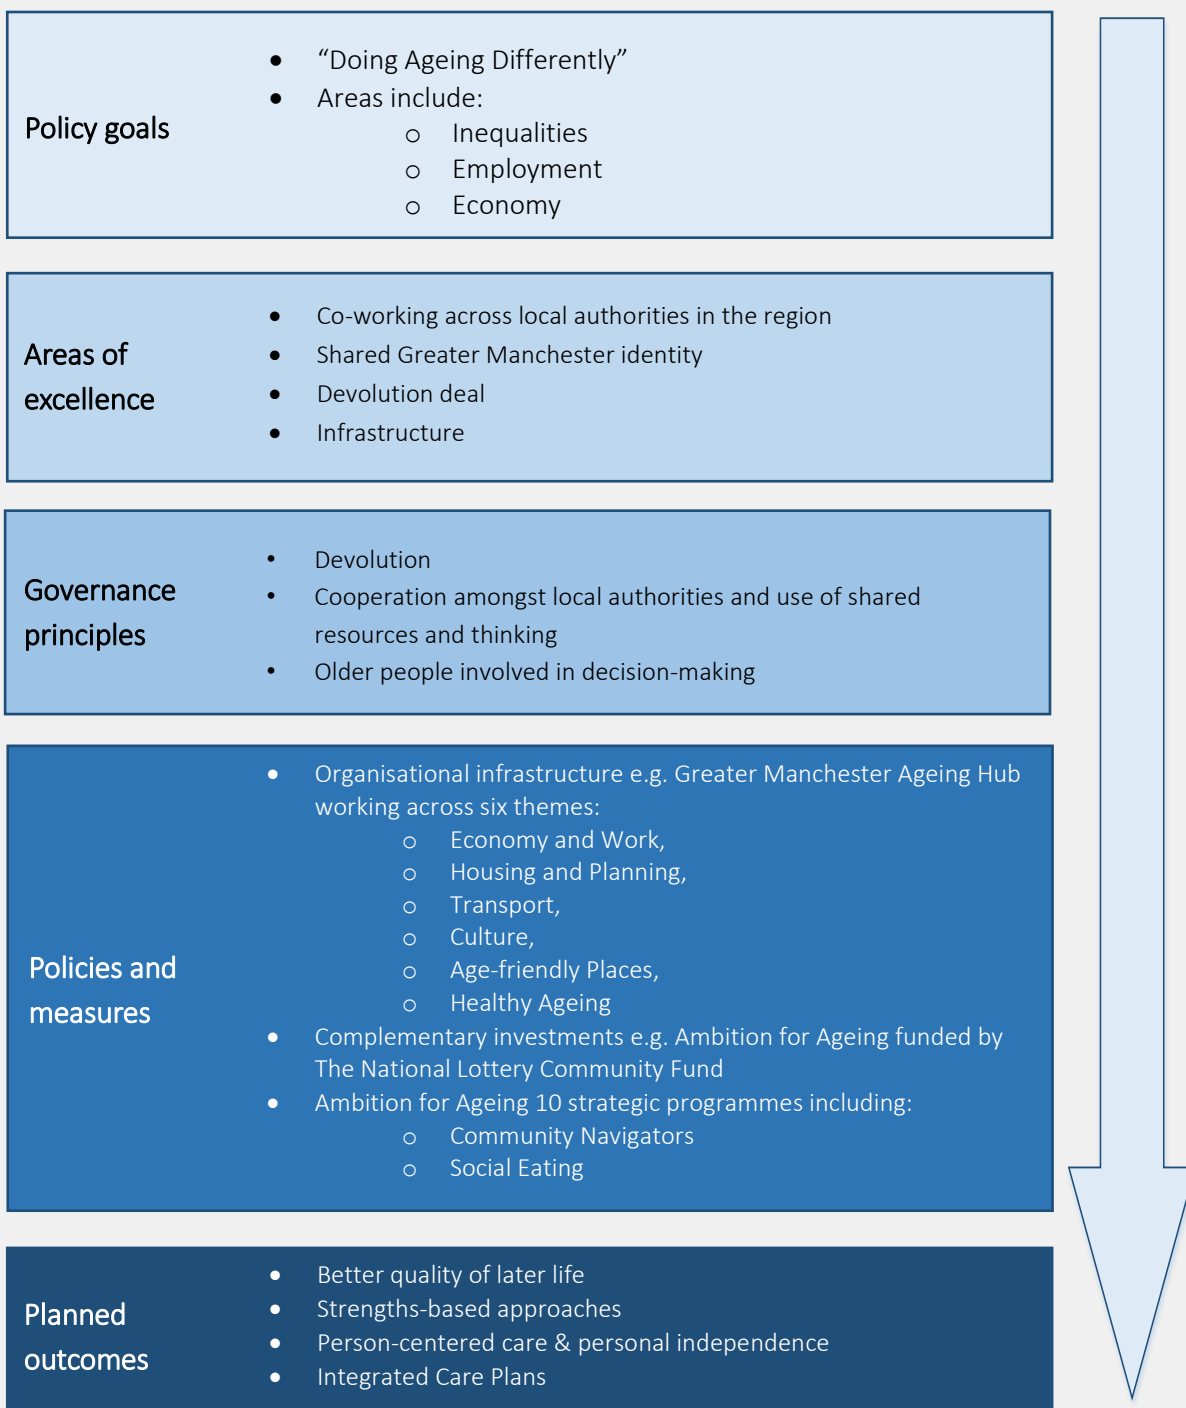 Policy goals
• “Doing Ageing Differently”
• Areas include:
o Inequalities
o Employment
o Economy
Areas of
excellence
• Co-working across local authorities in the region
• Shared Greater Manchester identity
• Devolution deal
• Infrastructure
Governance
principles
• Devolution
• Cooperation amongst local authorities and use of shared
resources and thinking
• Older people involved in decision-making
Policies and
measures
• Organisational infrastructure e.g. Greater Manchester Ageing Hub
working across six themes:
o Economy and Work,
o Housing and Planning,
o Transport,
o Culture,
o Age-friendly Places,
o Healthy Ageing
• Complementary investments e.g. Ambition for Ageing funded by
The National Lottery Community Fund
• Ambition for Ageing 10 strategic programmes including:
o Community Navigators
o Social Eating
Planned
outcomes
• Better quality of later life
• Strengths-based approaches
• Person-centered care & personal independence
• Integrated Care Plans